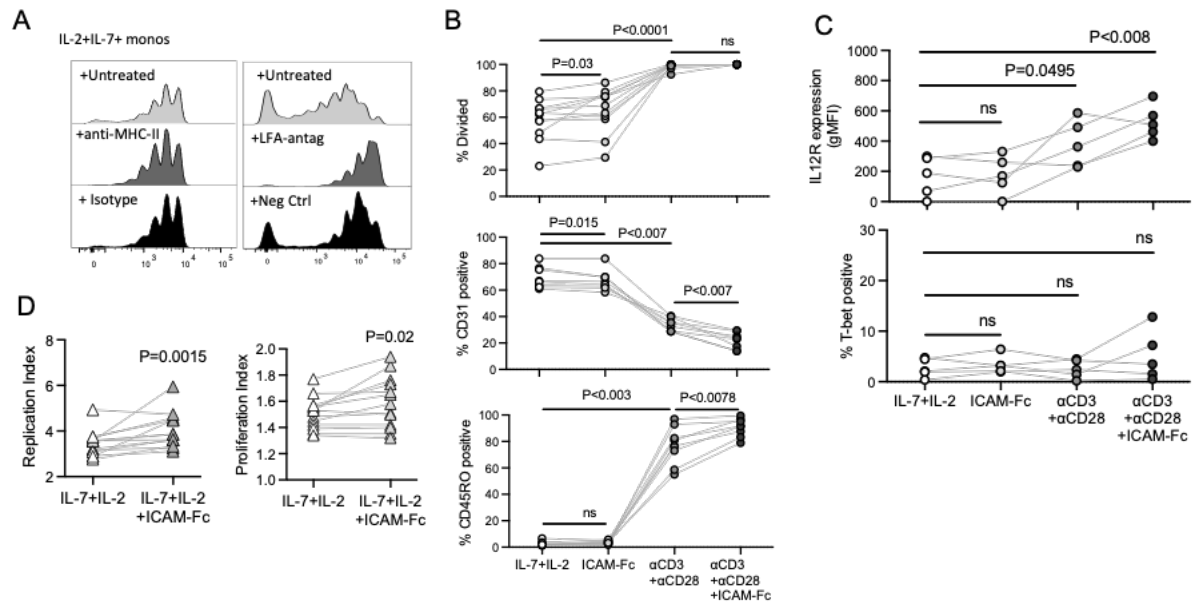 A
IL-2+IL-7+ monos
+Untreated
+anti-MHC-II
+ Isotype
0 10³ 10⁴ 10⁵
+Untreated
+LFA-antag
+Neg Ctrl
0 10³ 10⁴ 10⁵
B
P<0.0001
P=0.03
ns
% Divided
100
80
60
40
20
0
P=0.015
P<0.007
P<0.007
% CD31 positive
100
80
60
40
20
0
P<0.003
P<0.0078
ns
% CD45RO positive
100
80
60
40
20
0
IL-7+IL-2
ICAM-Fc
αCD3
+αCD28
αCD3
+αCD28
+ICAM-Fc
C
P<0.008
P=0.0495
ns
IL12R expression
(gMFI)
1000
800
600
400
200
0
ns
ns
ns
% T-bet positive
30
20
10
0
IL-7+IL-2
ICAM-Fc
αCD3
+αCD28
αCD3
+αCD28
+ICAM-Fc
D
P=0.0015
Replication Index
8
6
4
2
IL-7+IL-2
IL-7+IL-2
+ICAM-Fc
P=0.02
Proliferation Index
2.0
1.8
1.6
1.4
1.2
1.0
IL-7+IL-2
IL-7+IL-2
+ICAM-Fc